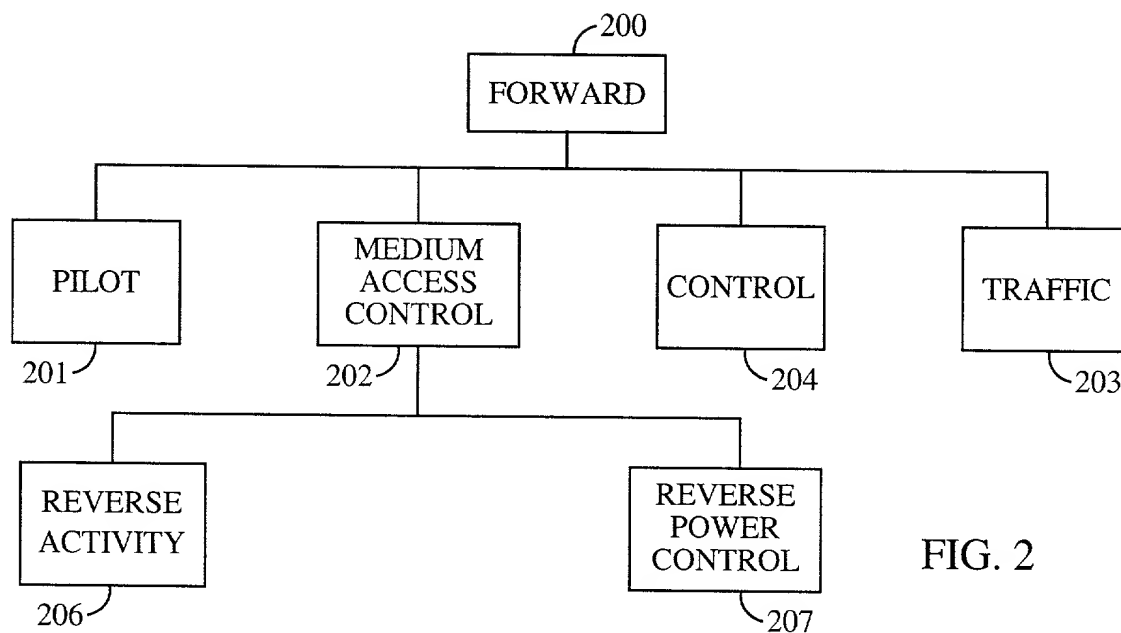 200
FORWARD
PILOT
MEDIUM
ACCESS
CONTROL
CONTROL
TRAFFIC
201
202
204
203
REVERSE
ACTIVITY
REVERSE
POWER
CONTROL
FIG. 2
206
207